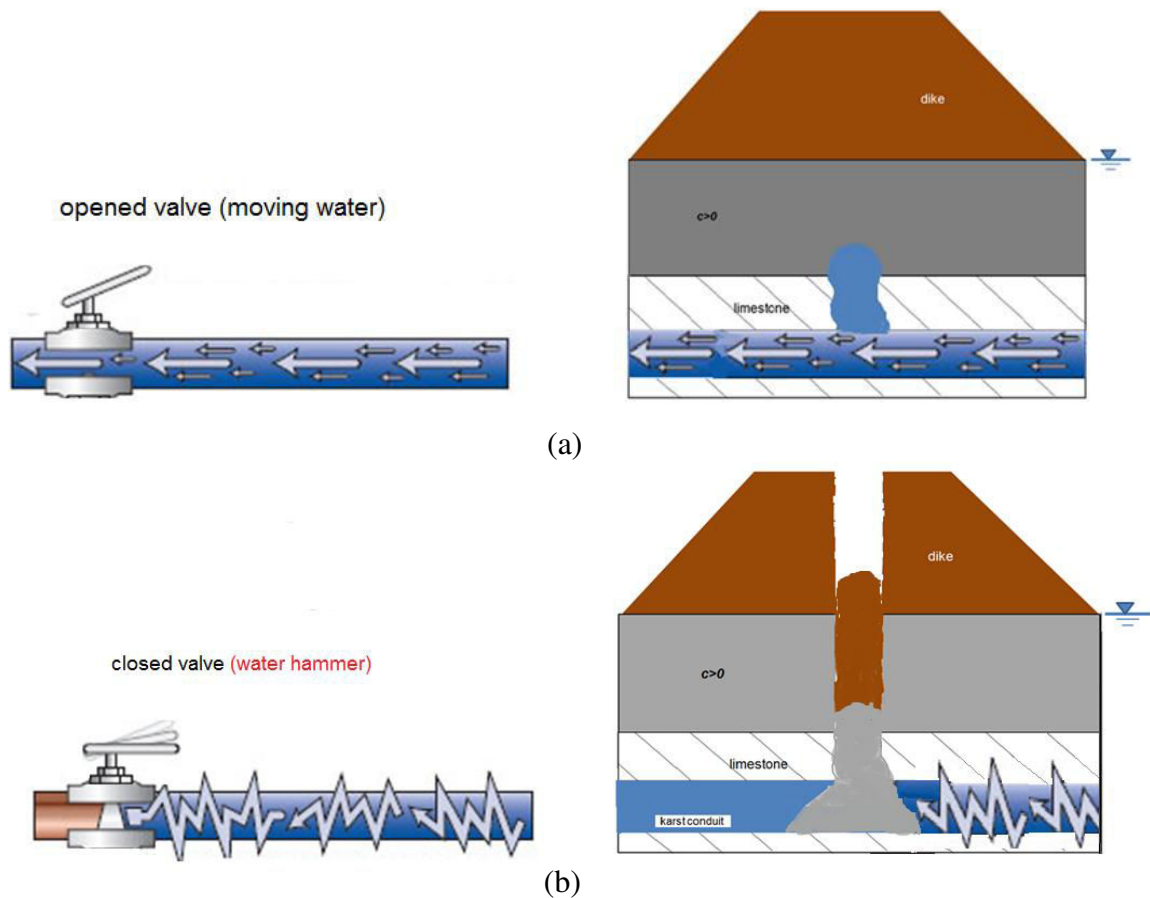 dike
opened valve (moving water)
c>0
limestone
(a)
dike
closed valve (water hammer)
c>0
limestone
karst conduit
(b)